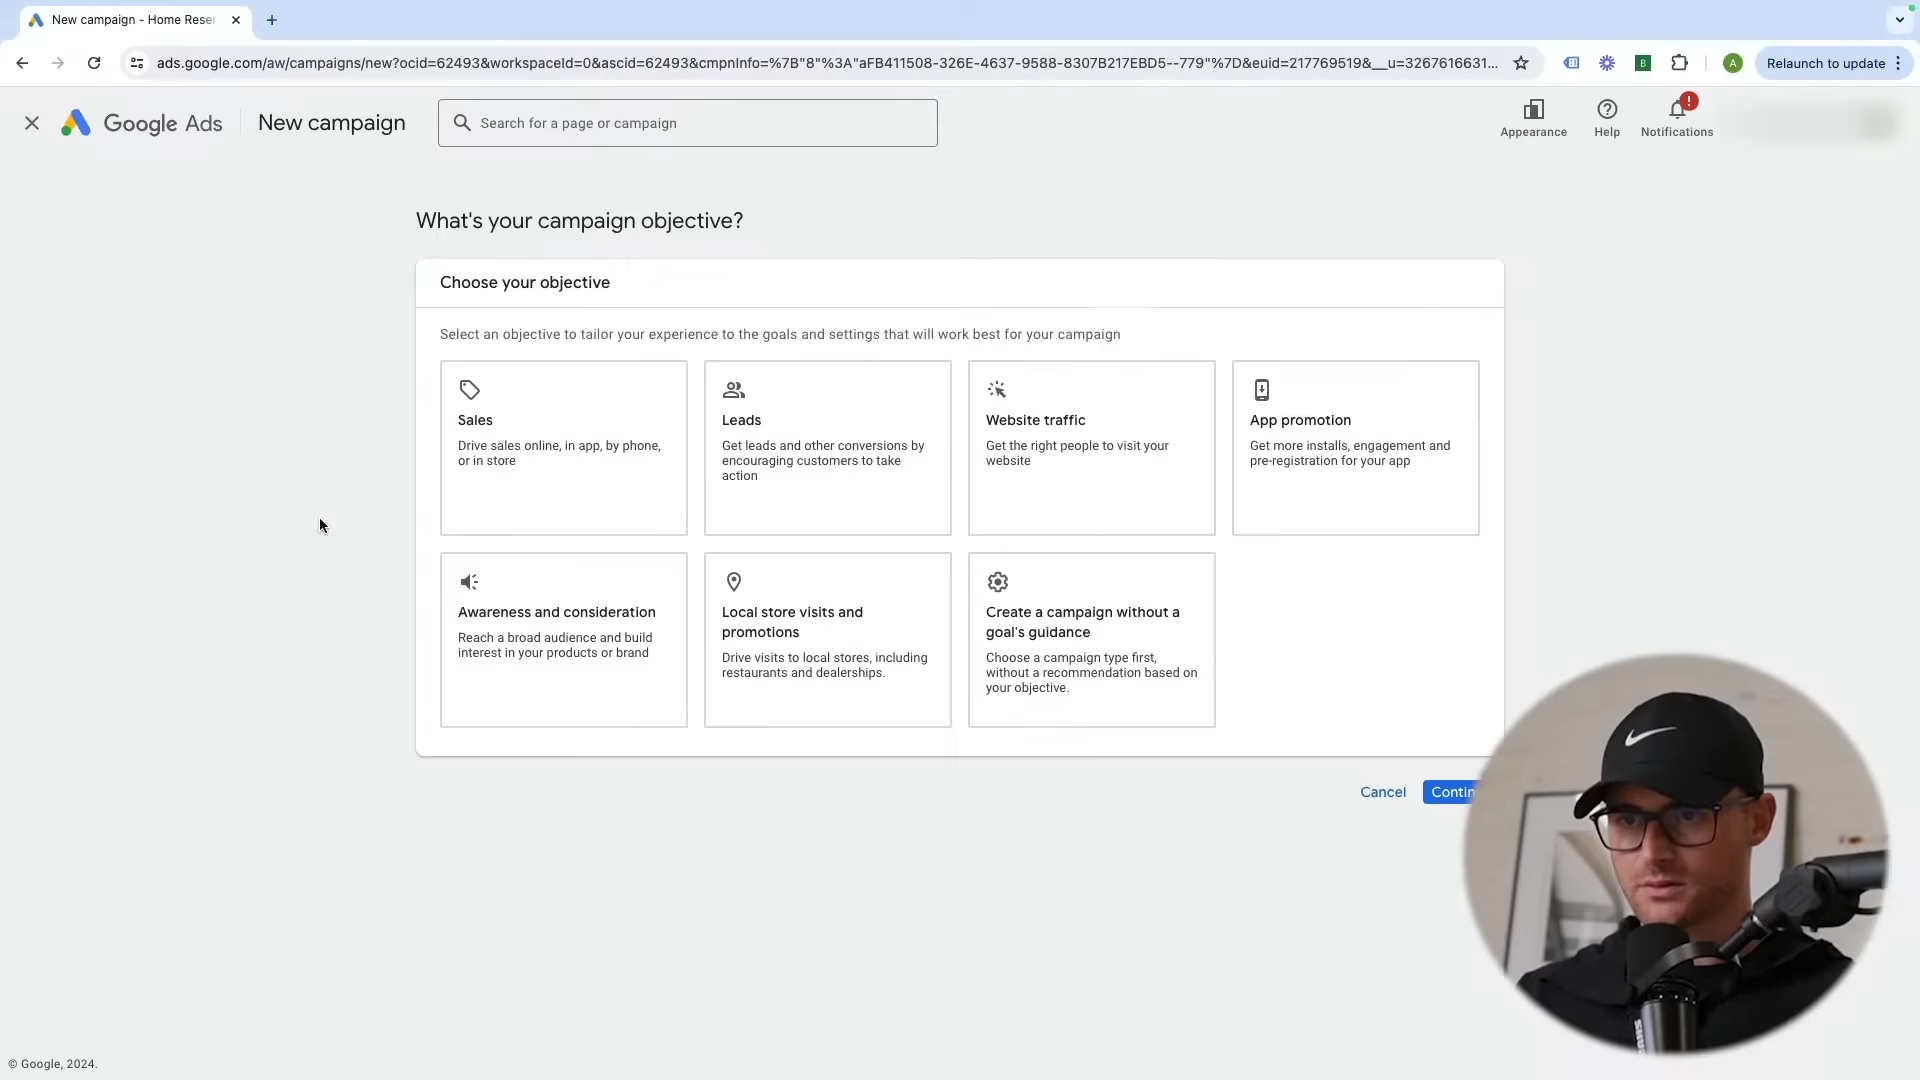 New campaign - Home Reser
ads.google.com/aw/campaigns/new?ocid=62493&workspaceId=0&ascid=62493&cmpnInfo=%7B"8"%3A"aFB411508-326E-4637-9588-8307B217EBD5--779"%7D&euid=217769519&__u=3267616631...
B
A
Relaunch to update
Google Ads
New campaign
Search for a page or campaign
Appearance
Help
!
Notifications
What's your campaign objective?
Choose your objective
Select an objective to tailor your experience to the goals and settings that will work best for your campaign
Sales
Drive sales online, in app, by phone,
or in store
Leads
Get leads and other conversions by
encouraging customers to take
action
Website traffic
Get the right people to visit your
website
App promotion
Get more installs, engagement and
pre-registration for your app
Awareness and consideration
Reach a broad audience and build
interest in your products or brand
Local store visits and
promotions
Drive visits to local stores, including
restaurants and dealerships.
Create a campaign without a
goal's guidance
Choose a campaign type first,
without a recommendation based on
your objective.
Cancel
Contin
© Google, 2024.